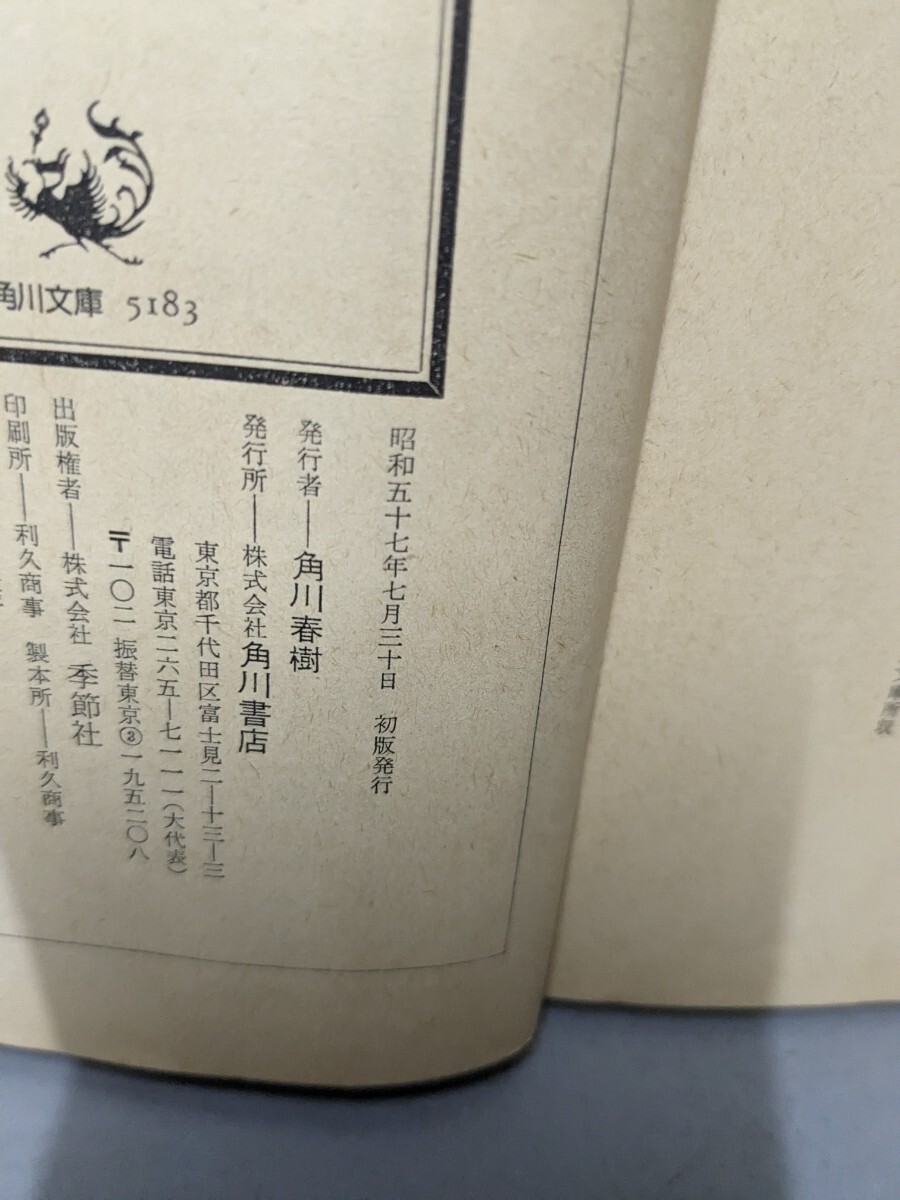 角川文庫 5183
昭和五十七年七月三十日 初版発行
発行者――角川春樹
発行所――株式会社角川書店
東京都千代田区富士見二―十三―三
電話東京二六五―七一一一(大代表)
〒一〇二 振替東京③一九五二〇八
出版権者――株式会社 季節社
印刷所――利久商事 製本所――利久商事